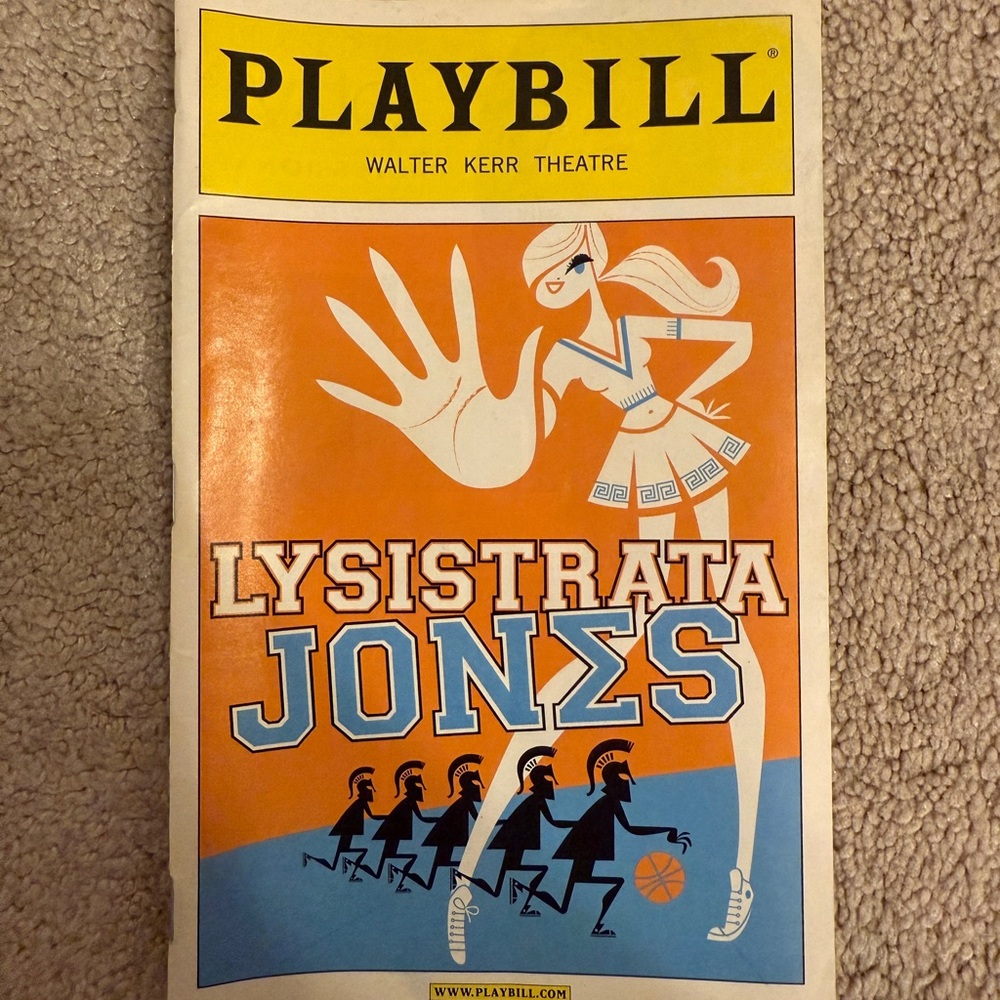 PLAYBILL®
WALTER KERR THEATRE
LYSISTRATA
JONΣS
WWW.PLAYBILL.COM